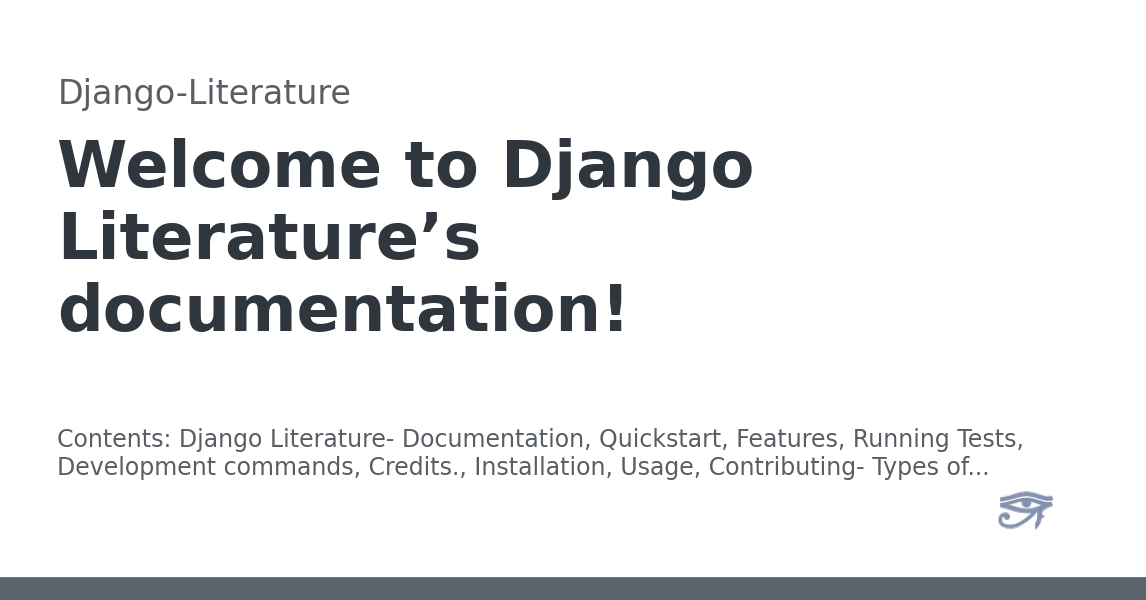 Django-Literature
Welcome to Django
Literature’s
documentation!
Contents: Django Literature- Documentation, Quickstart, Features, Running Tests,
Development commands, Credits., Installation, Usage, Contributing- Types of...